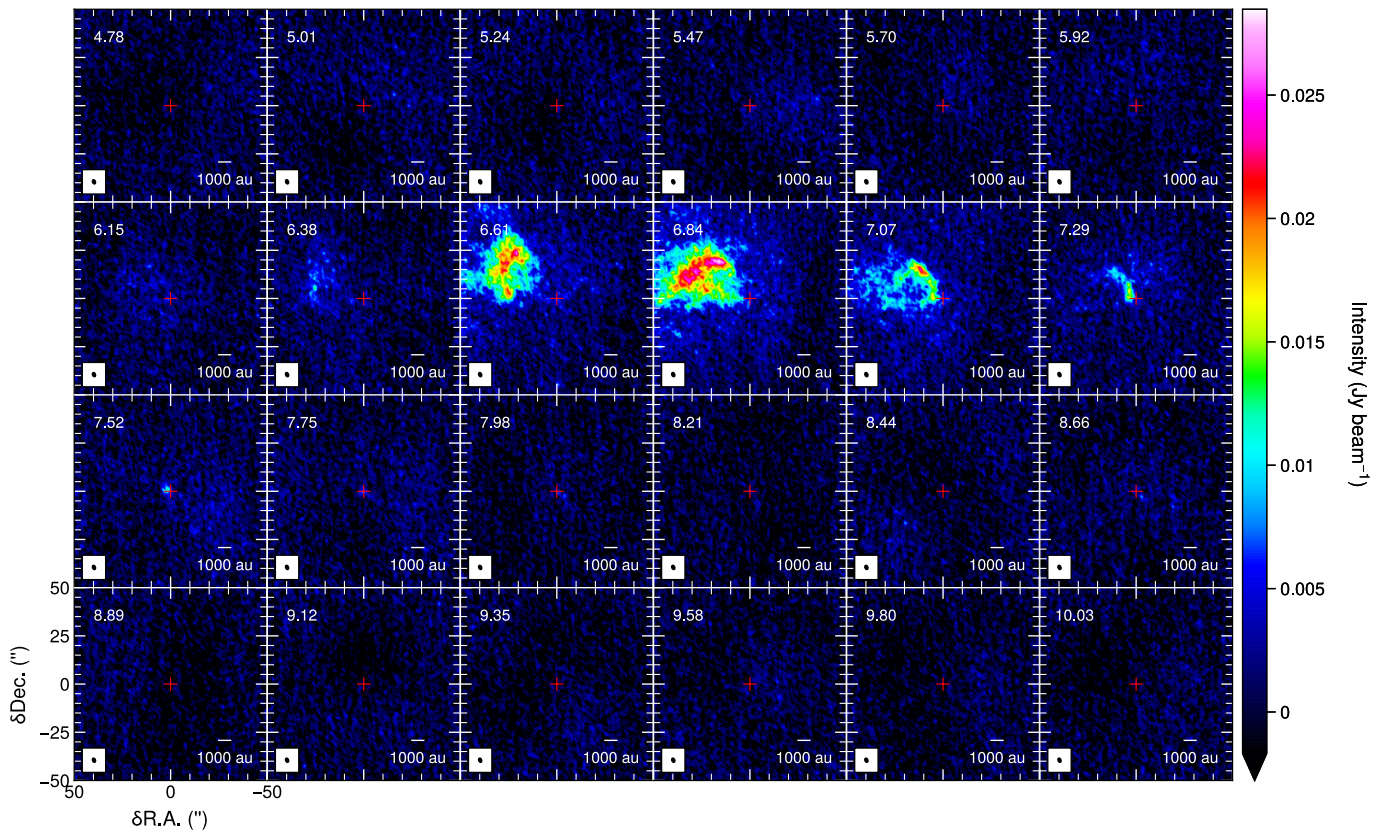 4.78 5.01 5.24 5.47 5.70 5.92
1000 au 1000 au 1000 au 1000 au 1000 au 1000 au
6.15 6.38 6.61 6.84 7.07 7.29
1000 au 1000 au 1000 au 1000 au 1000 au 1000 au
7.52 7.75 7.98 8.21 8.44 8.66
1000 au 1000 au 1000 au 1000 au 1000 au 1000 au
8.89 9.12 9.35 9.58 9.80 10.03
1000 au 1000 au 1000 au 1000 au 1000 au 1000 au
50
25
0
−25
−50
δDec. (")
50 0 −50
δR.A. (")
0.025
0.02
0.015
0.01
0.005
0
Intensity (Jy beam⁻¹)